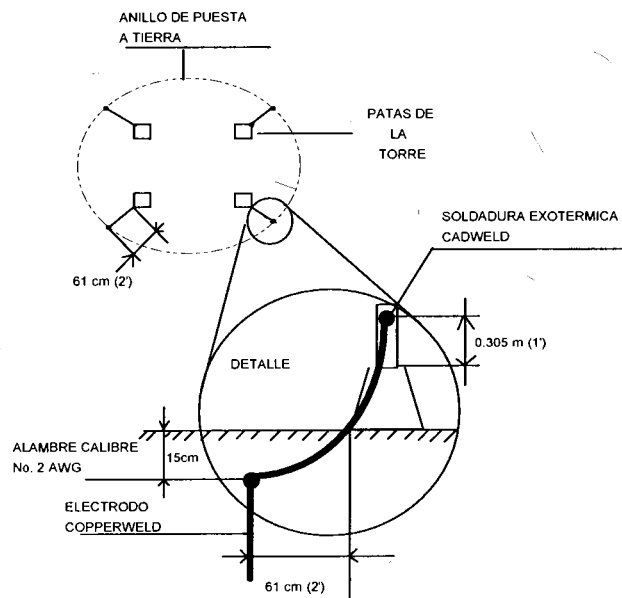 ANILLO DE PUESTA
A TIERRA
PATAS DE
LA
TORRE
SOLDADURA EXOTERMICA
CADWELD
61 cm (2')
0.305 m (1')
DETALLE
ALAMBRE CALIBRE
No. 2 AWG
15cm
ELECTRODO
COPPERWELD
61 cm (2')